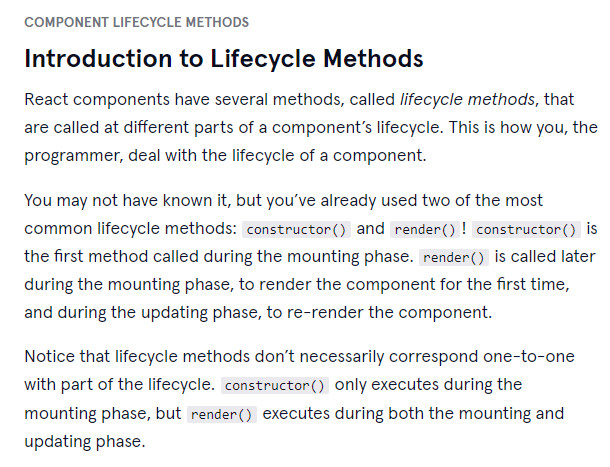 COMPONENT LIFECYCLE METHODS
Introduction to Lifecycle Methods
React components have several methods, called lifecycle methods, that
are called at different parts of a component’s lifecycle. This is how you, the
programmer, deal with the lifecycle of a component.
You may not have known it, but you’ve already used two of the most
common lifecycle methods: constructor() and render()! constructor() is
the first method called during the mounting phase. render() is called later
during the mounting phase, to render the component for the first time,
and during the updating phase, to re-render the component.
Notice that lifecycle methods don’t necessarily correspond one-to-one
with part of the lifecycle. constructor() only executes during the
mounting phase, but render() executes during both the mounting and
updating phase.